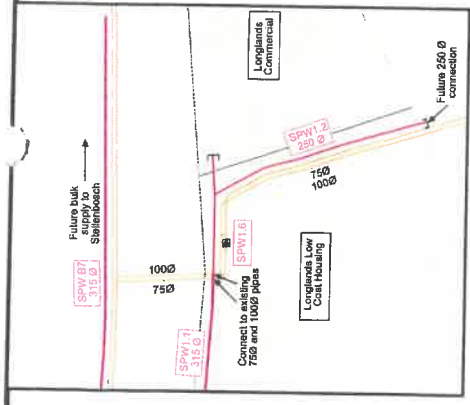 Future bulk
supply to
Stellenbosch
SPW.B7
315 Ø
Longlands
Commercial
100Ø
75Ø
SPW1.1
315 Ø
SPW1.6
Connect to existing
75Ø and 100Ø pipes
SPW1.2
250 Ø
75Ø
100Ø
Longlands Low
Cost Housing
Future 250 Ø
connection